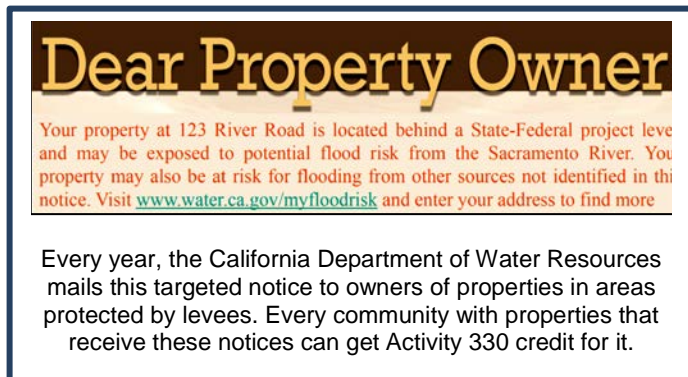 Dear Property Owner
Your property at 123 River Road is located behind a State-Federal project leve
and may be exposed to potential flood risk from the Sacramento River. You
property may also be at risk for flooding from other sources not identified in thi
notice. Visit www.water.ca.gov/myfloodrisk and enter your address to find more
Every year, the California Department of Water Resources
mails this targeted notice to owners of properties in areas
protected by levees. Every community with properties that
receive these notices can get Activity 330 credit for it.